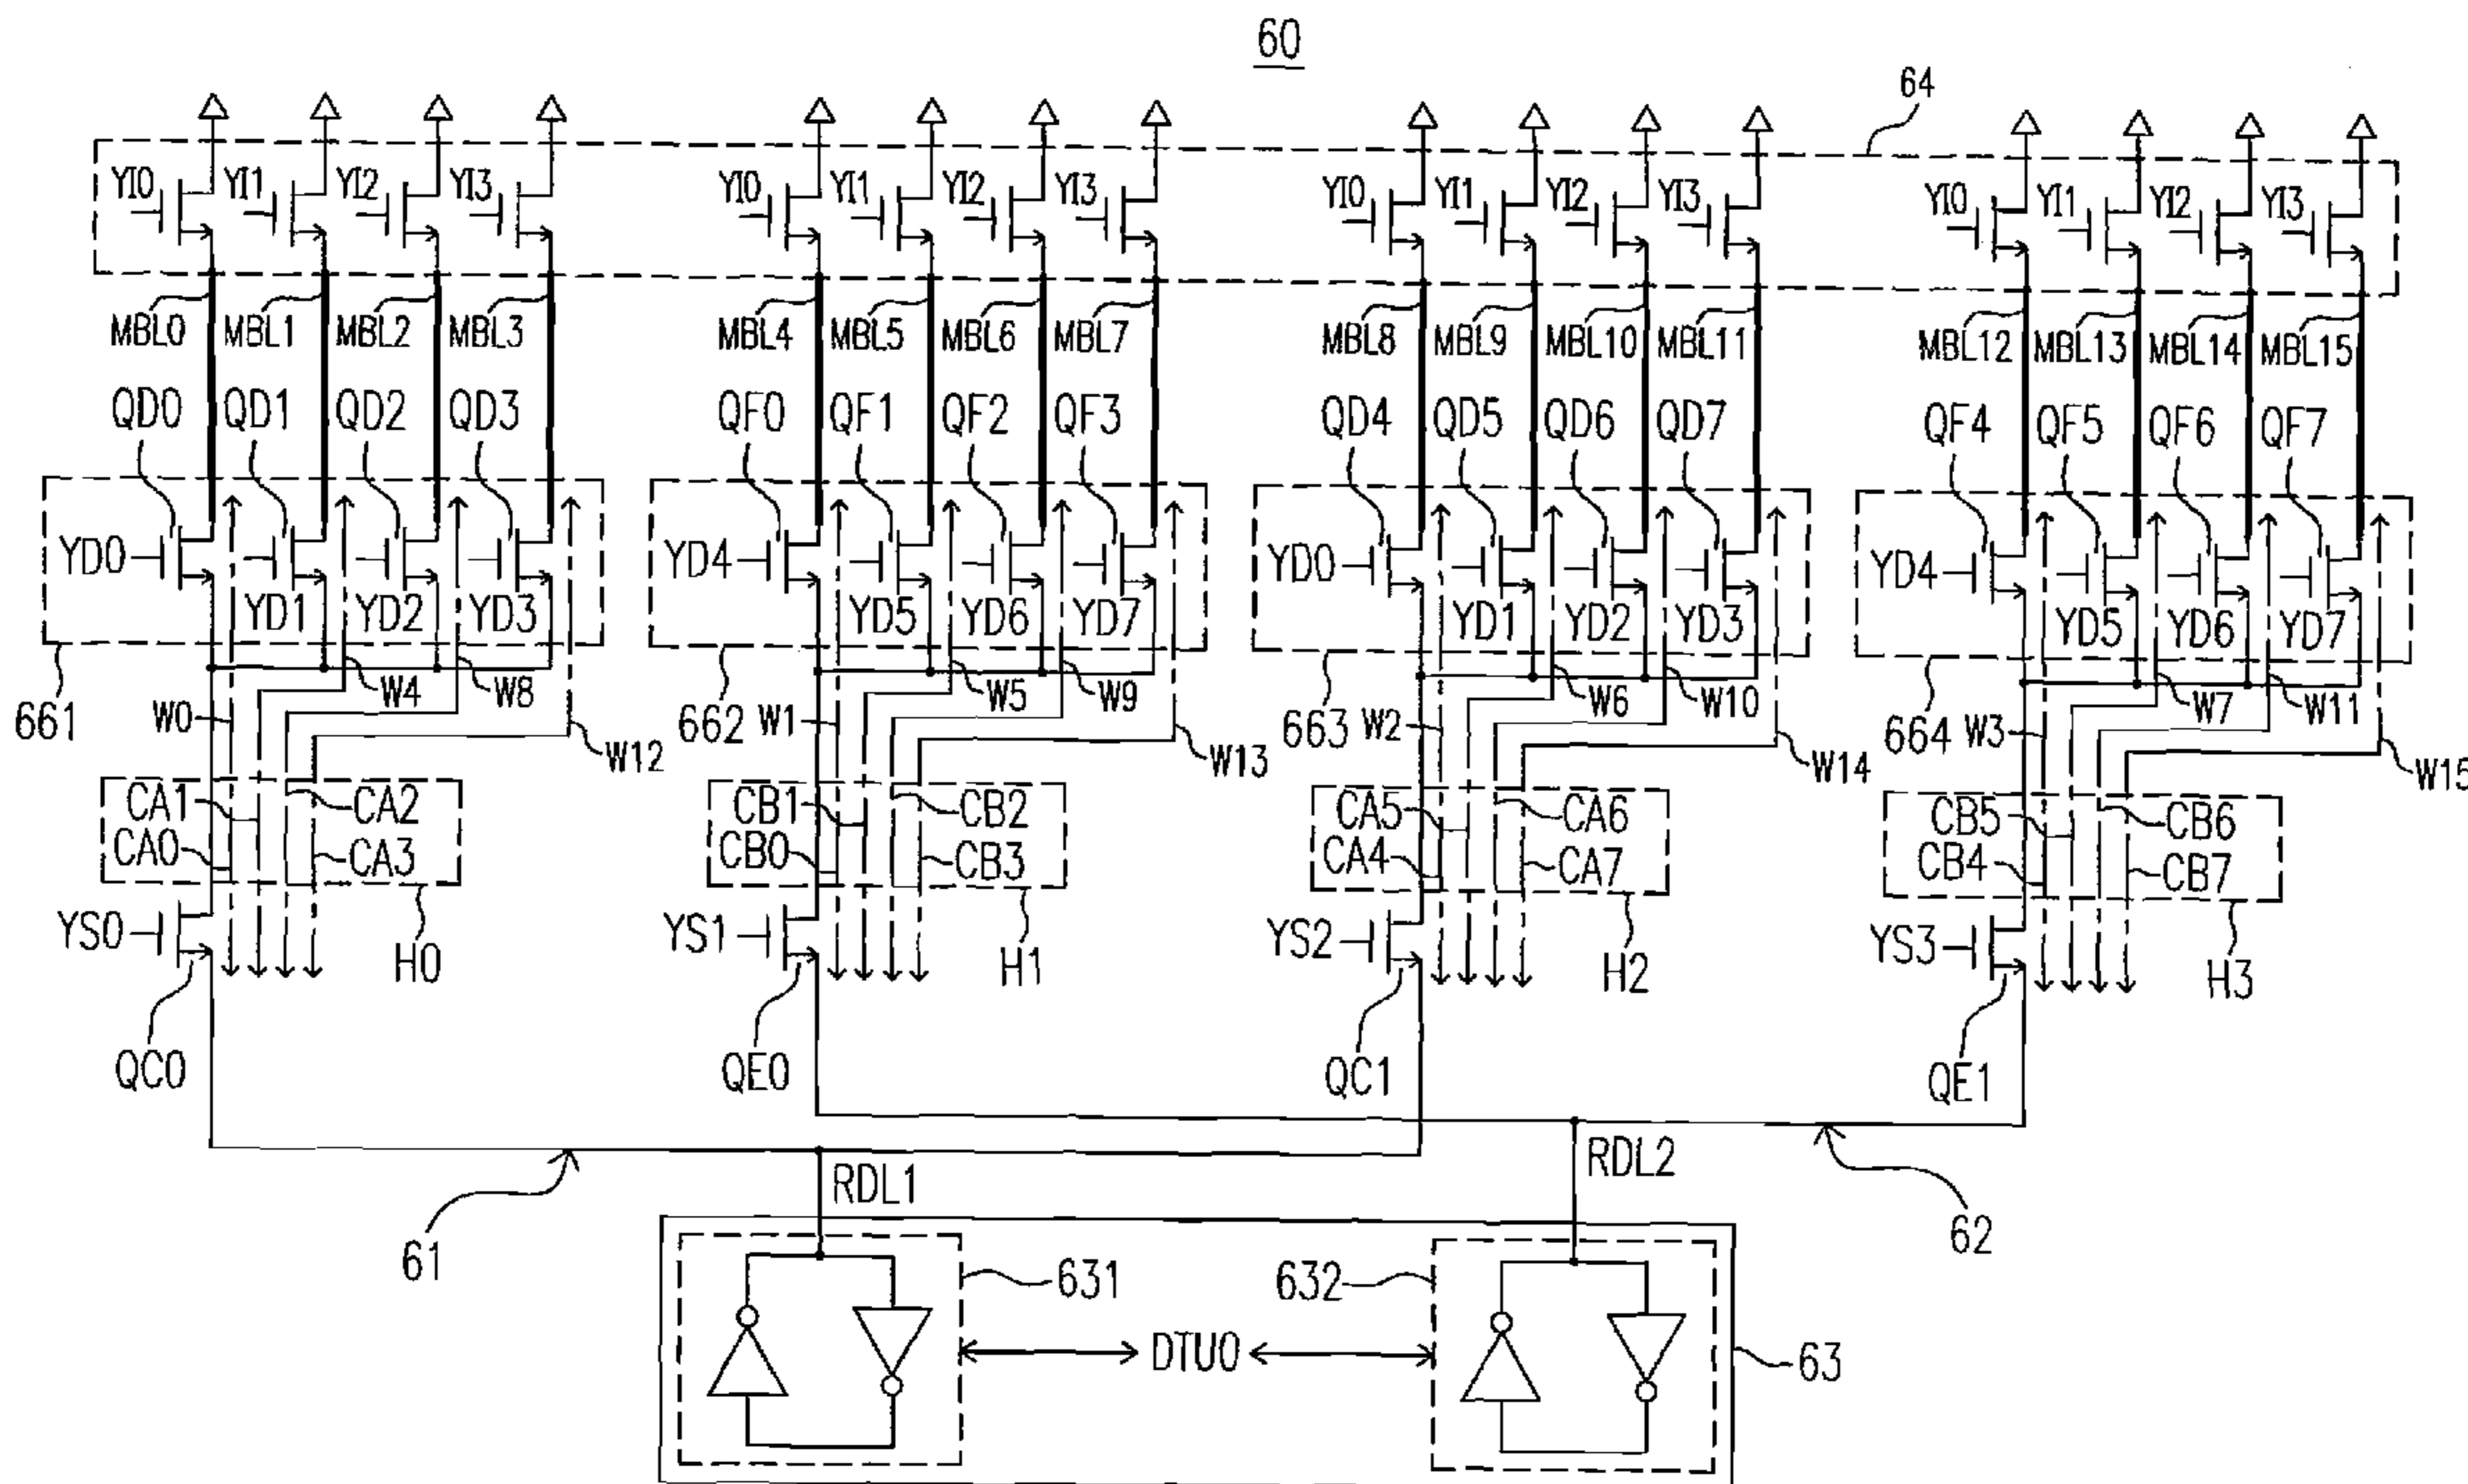 60
64
YI0 YI1 YI2 YI3 YI0 YI1 YI2 YI3 YI0 YI1 YI2 YI3 YI0 YI1 YI2 YI3
MBL0 MBL1 MBL2 MBL3 MBL4 MBL5 MBL6 MBL7 MBL8 MBL9 MBL10 MBL11 MBL12 MBL13 MBL14 MBL15
QD0 QD1 QD2 QD3 QF0 QF1 QF2 QF3 QD4 QD5 QD6 QD7 QF4 QF5 QF6 QF7
YD0 YD4 YD0 YD4
YD1 YD2 YD3 YD5 YD6 YD7 YD1 YD2 YD3 YD5 YD6 YD7
W4 W8 W5 W9 W6 W10 W7 W11
661 W0 662 W1 663 W2 664 W3
W12 W13 W14 W15
CA1 CA2 CB1 CB2 CA5 CA6 CB5 CB6
CA0 CA3 CB0 CB3 CA4 CA7 CB4 CB7
YS0 H0 YS1 H1 YS2 H2 YS3 H3
QC0 QE0 QC1 QE1
RDL1 RDL2
61 62
631 632
DTU0
63